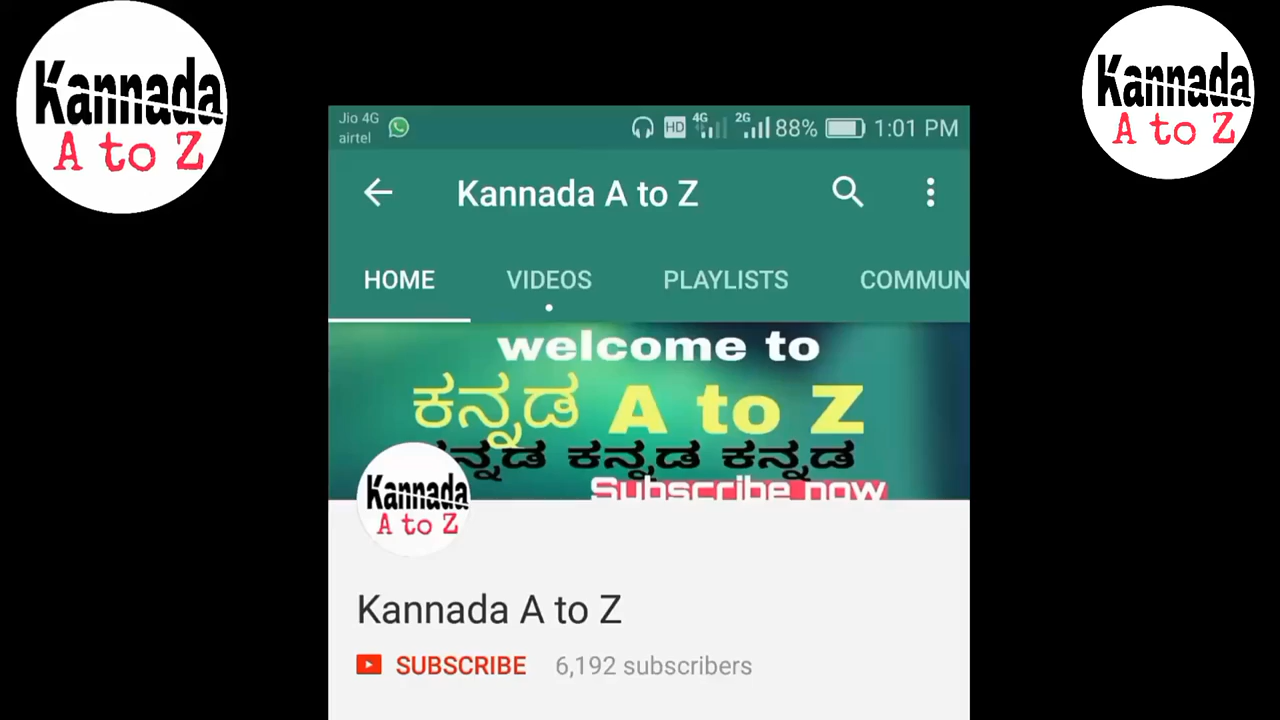 Kannada
A to Z
Kannada
A to Z
Jio 4G
airtel
HD 4G 2G 88% 1:01 PM
Kannada A to Z
HOME VIDEOS PLAYLISTS COMMUN
welcome to
ಕನ್ನಡ A to Z
ಕನ್ನಡ ಕನ್ನಡ ಕನ್ನಡ
Subscribe now
Kannada
A to Z
Kannada A to Z
SUBSCRIBE 6,192 subscribers